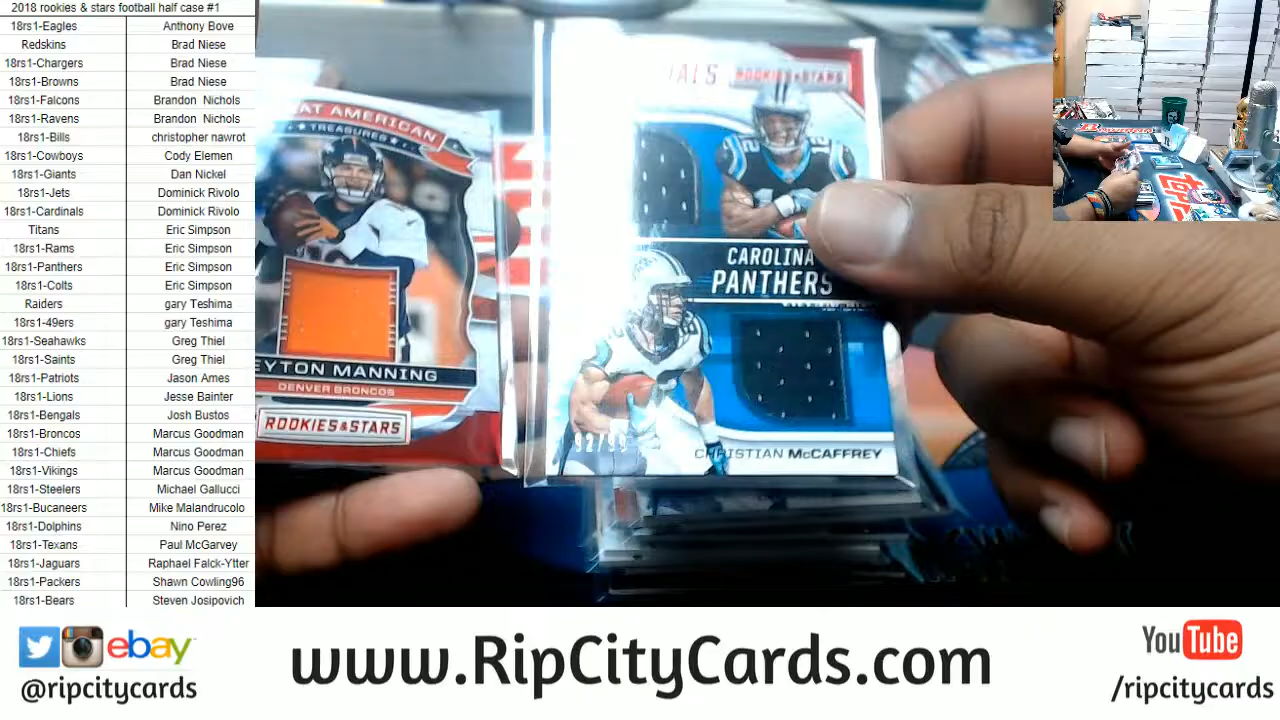 2018 rookies & stars football half case #1
18rs1-Eagles Anthony Bove
Redskins Brad Niese
18rs1-Chargers Brad Niese
18rs1-Browns Brad Niese
18rs1-Falcons Brandon Nichols
18rs1-Ravens Brandon Nichols
18rs1-Bills christopher nawrot
18rs1-Cowboys Cody Elemen
18rs1-Giants Dan Nickel
18rs1-Jets Dominick Rivolo
18rs1-Cardinals Dominick Rivolo
Titans Eric Simpson
18rs1-Rams Eric Simpson
18rs1-Panthers Eric Simpson
18rs1-Colts Eric Simpson
Raiders gary Teshima
18rs1-49ers gary Teshima
18rs1-Seahawks Greg Thiel
18rs1-Saints Greg Thiel
18rs1-Patriots Jason Ames
18rs1-Lions Jesse Bainter
18rs1-Bengals Josh Bustos
18rs1-Broncos Marcus Goodman
18rs1-Chiefs Marcus Goodman
18rs1-Vikings Marcus Goodman
18rs1-Steelers Michael Gallucci
18rs1-Bucaneers Mike Malandrucolo
18rs1-Dolphins Nino Perez
18rs1-Texans Paul McGarvey
18rs1-Jaguars Raphael Falck-Ytter
18rs1-Packers Shawn Cowling96
18rs1-Bears Steven Josipovich
AT AMERICAN
TREASURES
EYTON MANNING
DENVER BRONCOS
ROOKIES & STARS
IALS ROOKIES & STARS
12
CAROLINA
PANTHERS
92/99
CHRISTIAN McCAFFREY
ebay
@ripcitycards
www.RipCityCards.com
YouTube
/ripcitycards